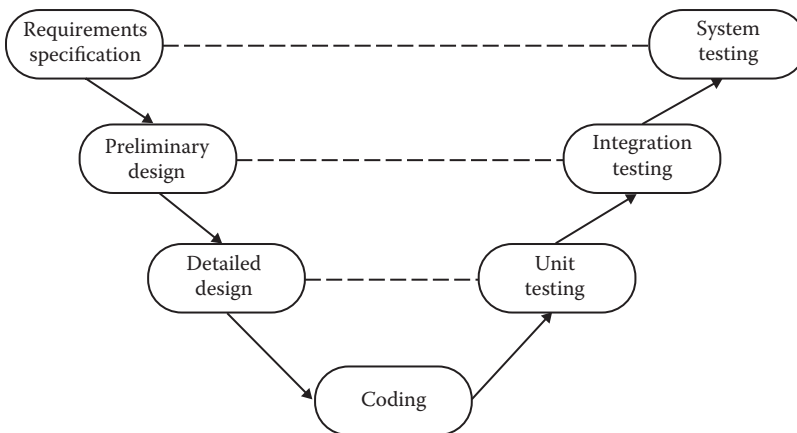 Requirements
specification
System
testing
Preliminary
design
Integration
testing
Detailed
design
Unit
testing
Coding